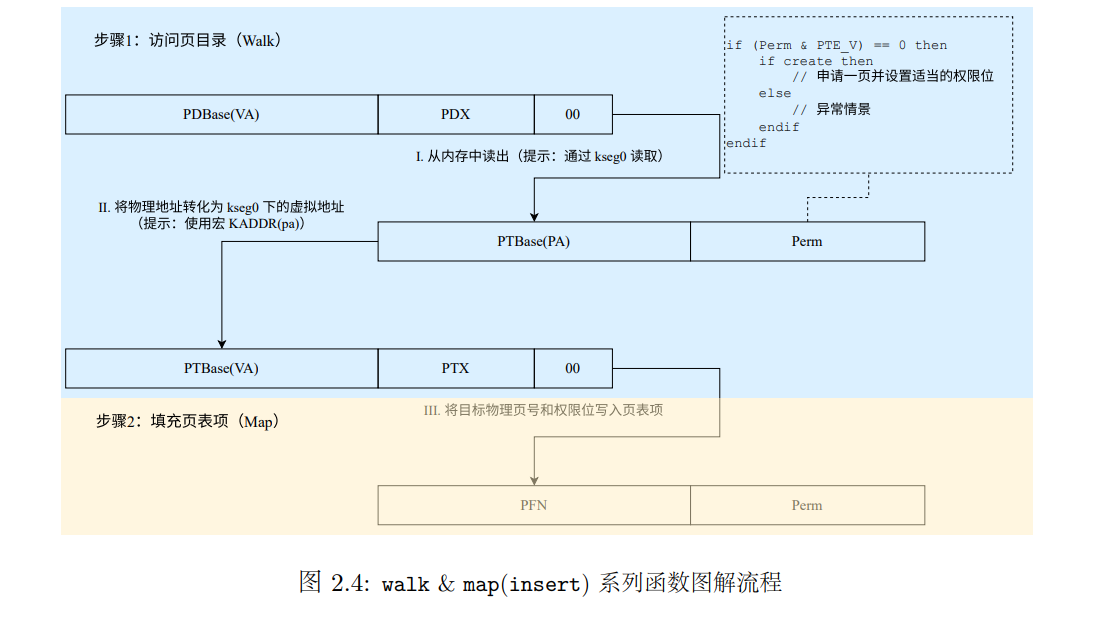 步骤1：访问页目录（Walk）
if (Perm & PTE_V) == 0 then
if create then
// 申请一页并设置适当的权限位
else
// 异常情景
endif
endif
PDBase(VA) PDX 00
I. 从内存中读出（提示：通过 kseg0 读取）
II. 将物理地址转化为 kseg0 下的虚拟地址
（提示：使用宏 KADDR(pa)）
PTBase(PA) Perm
PTBase(VA) PTX 00
III. 将目标物理页号和权限位写入页表项
步骤2：填充页表项（Map）
PFN Perm
图 2.4: walk & map(insert) 系列函数图解流程